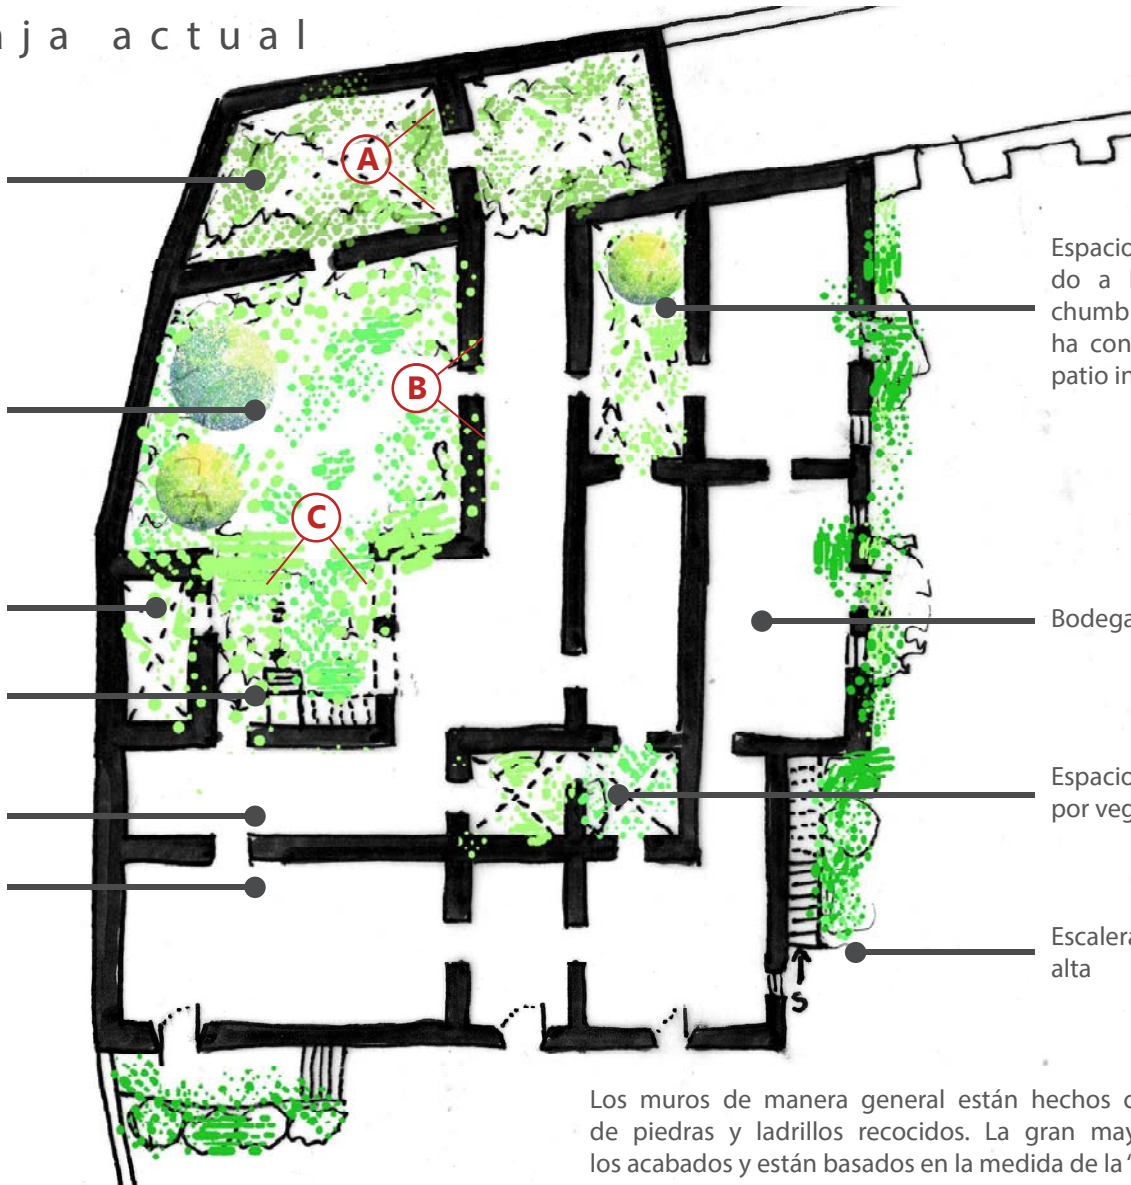 aja actual
A
Espacio
do a l
chumb
ha con
patio in
B
C
Bodega
Espacio
por veg
Escalera
alta
S
Los muros de manera general están hechos
de piedras y ladrillos recocidos. La gran may
los acabados y están basados en la medida de la “